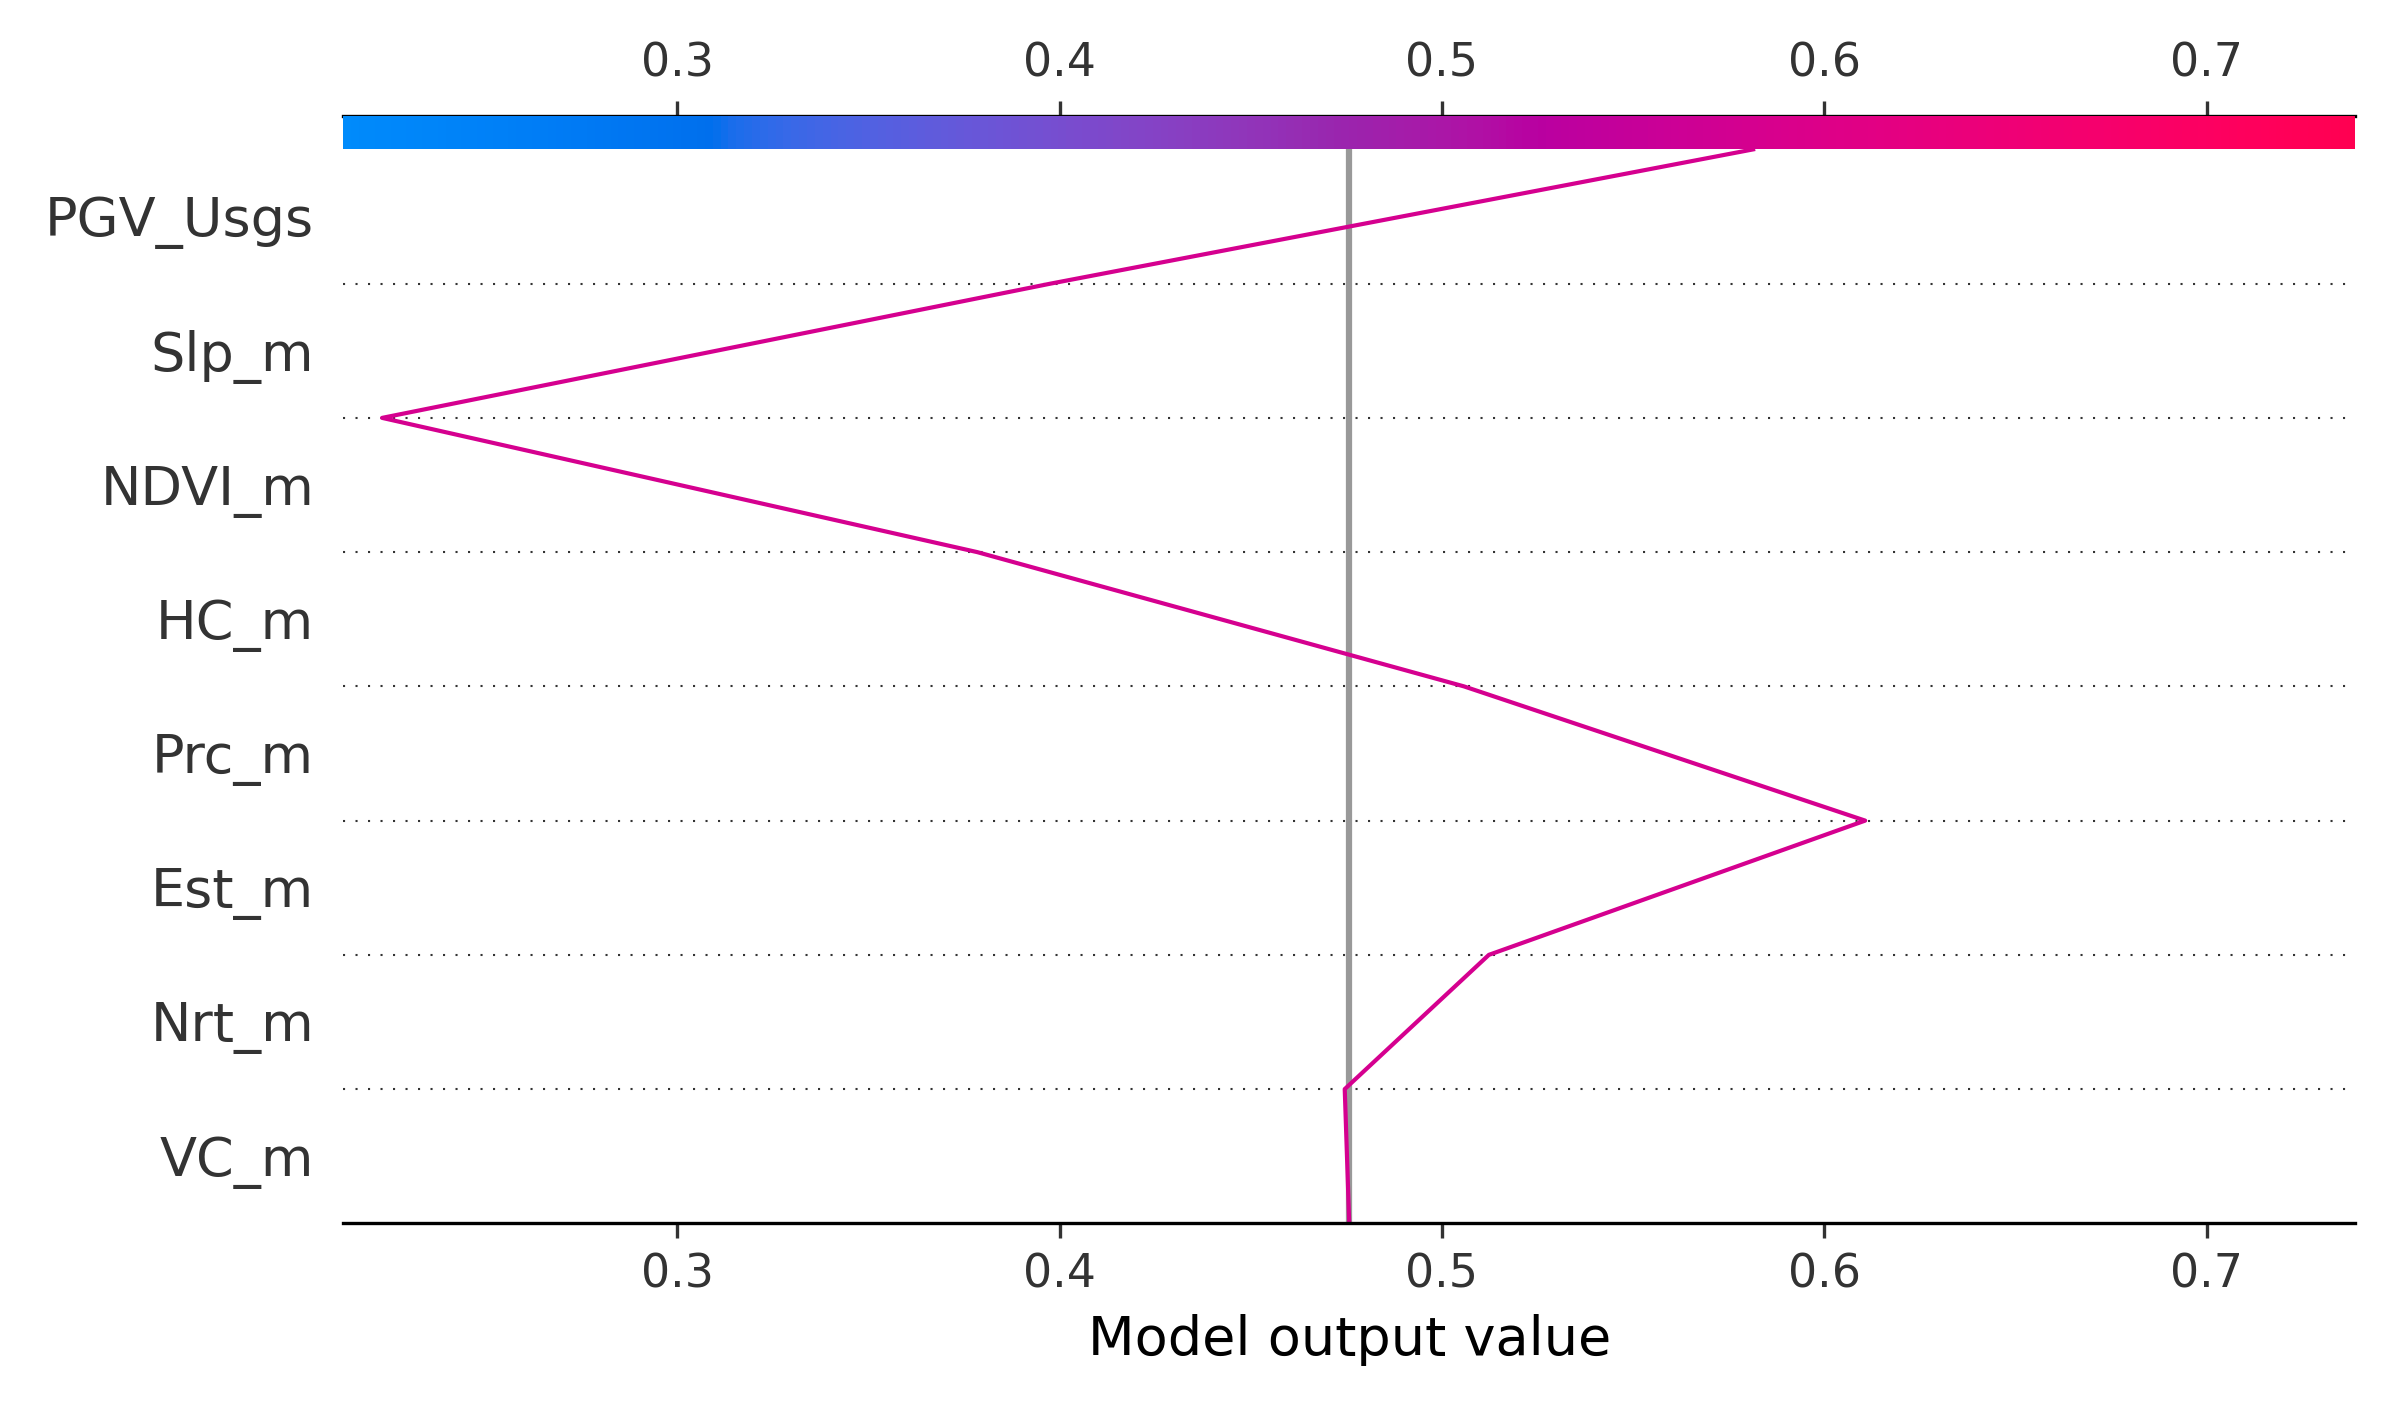 0.3 0.4 0.5 0.6 0.7
PGV_Usgs
Slp_m
NDVI_m
HC_m
Prc_m
Est_m
Nrt_m
VC_m
0.3 0.4 0.5 0.6 0.7
Model output value